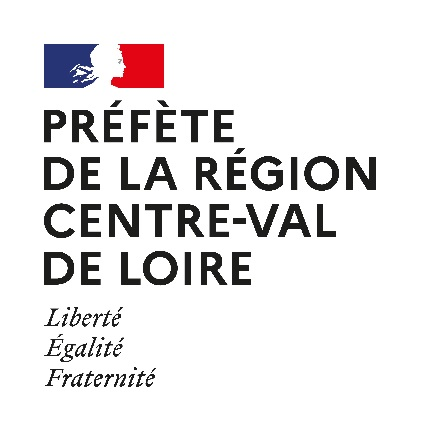 PRÉFÈTE
DE LA RÉGION
CENTRE-VAL
DE LOIRE
Liberté
Égalité
Fraternité